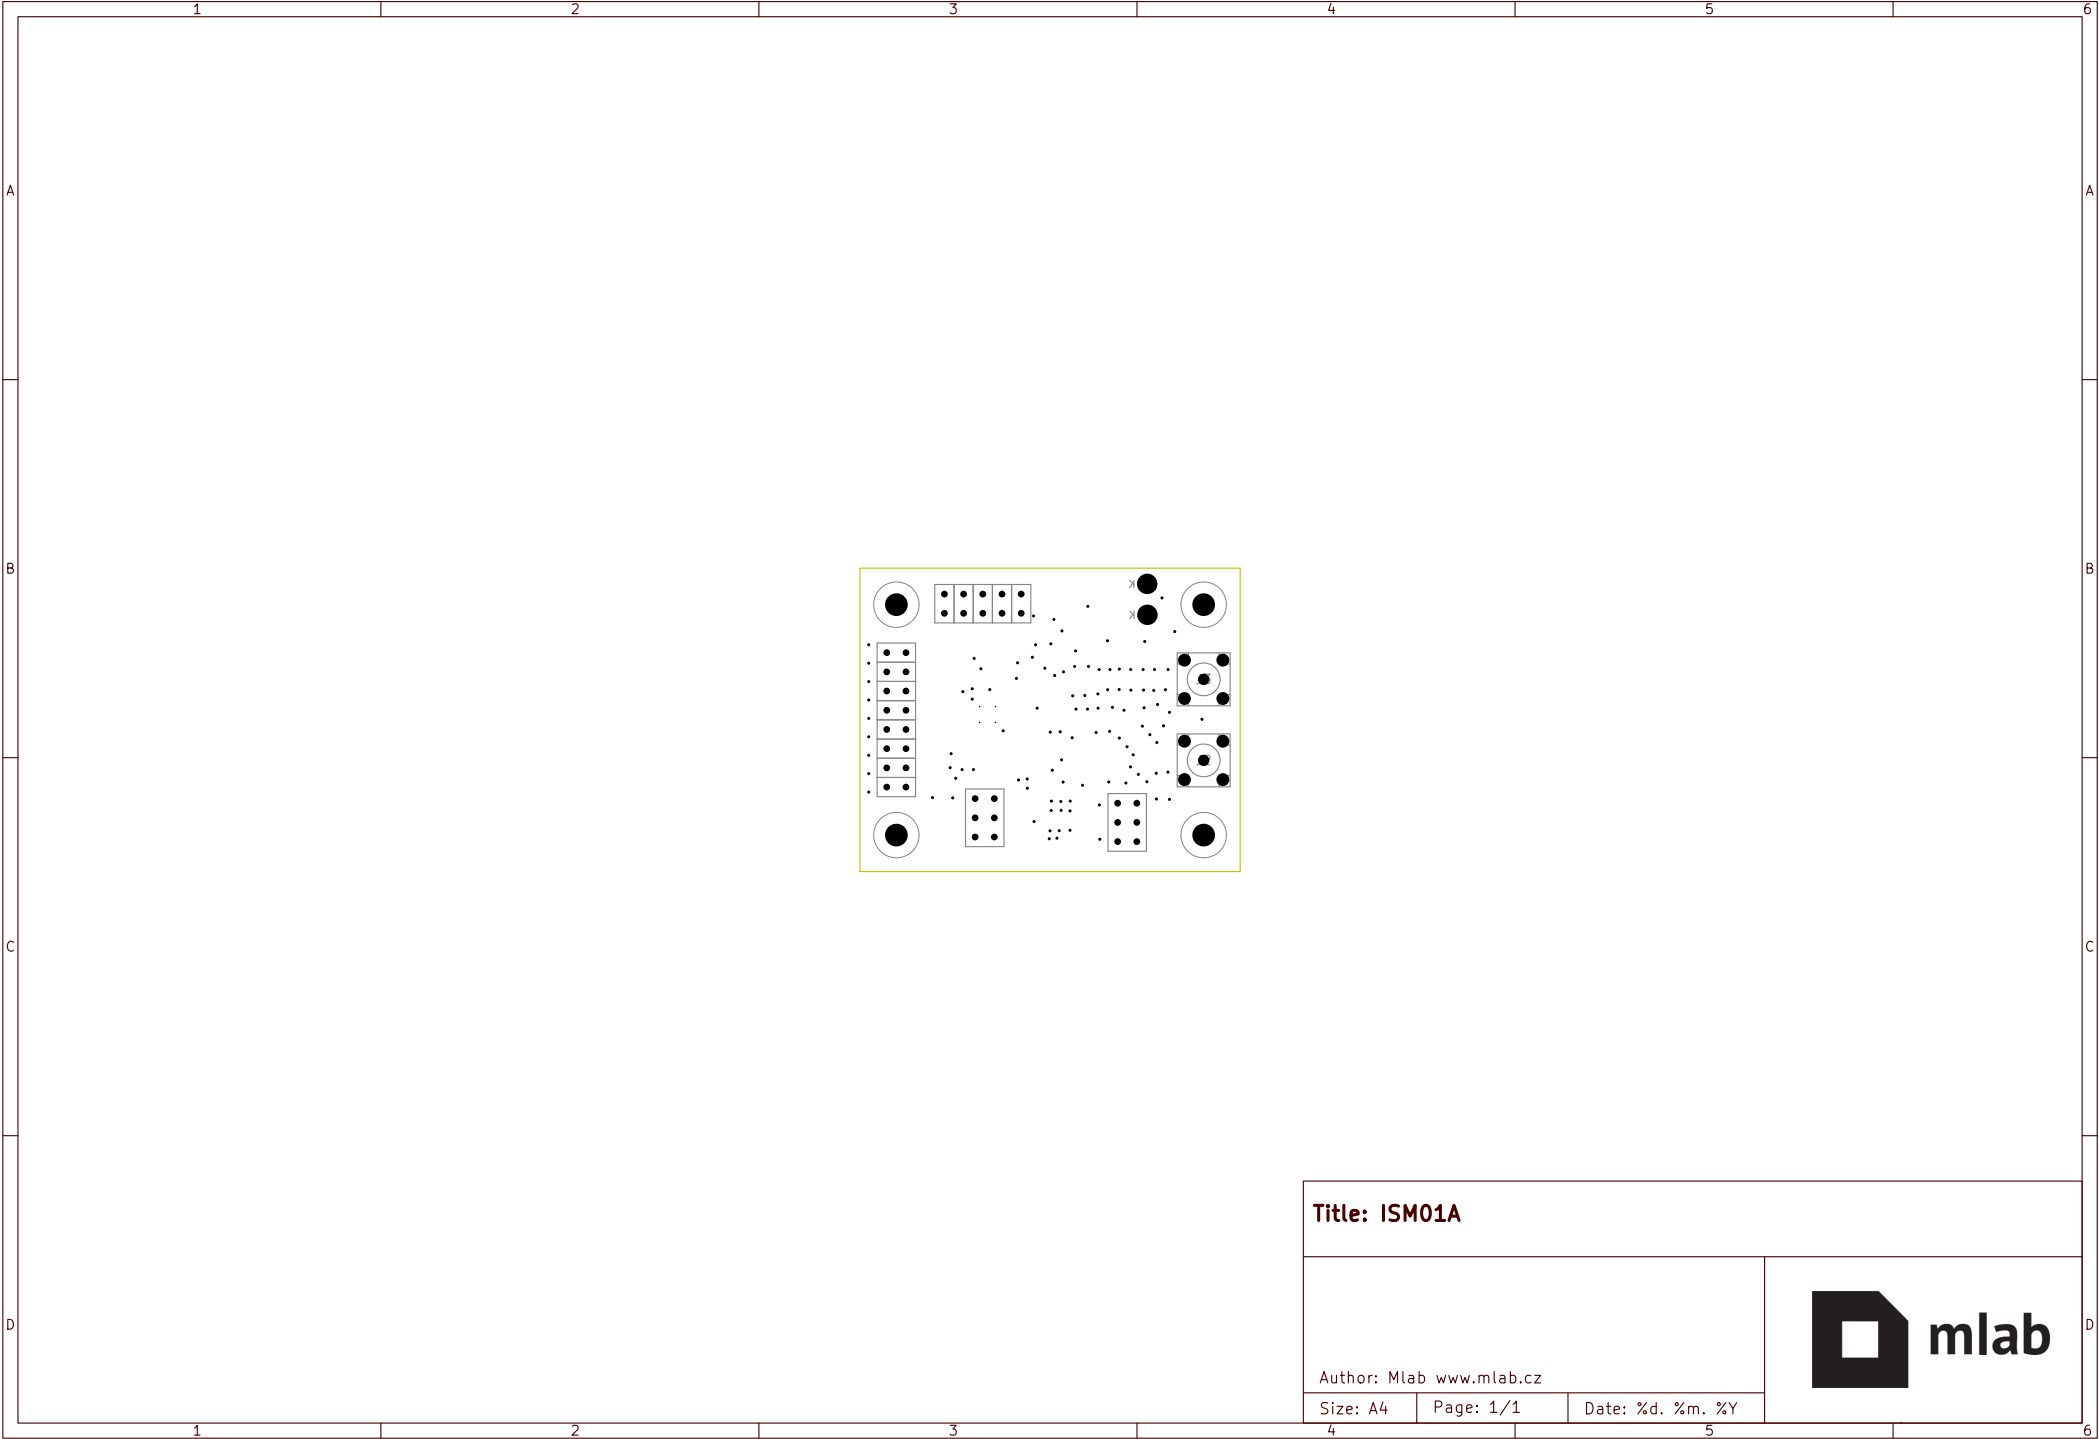 1 2 3 4 5 6
A A
B B
K
K
C C
Title: ISM01A
D D
mlab
Author: Mlab www.mlab.cz
Size: A4 Page: 1/1 Date: %d. %m. %Y
1 2 3 4 5 6